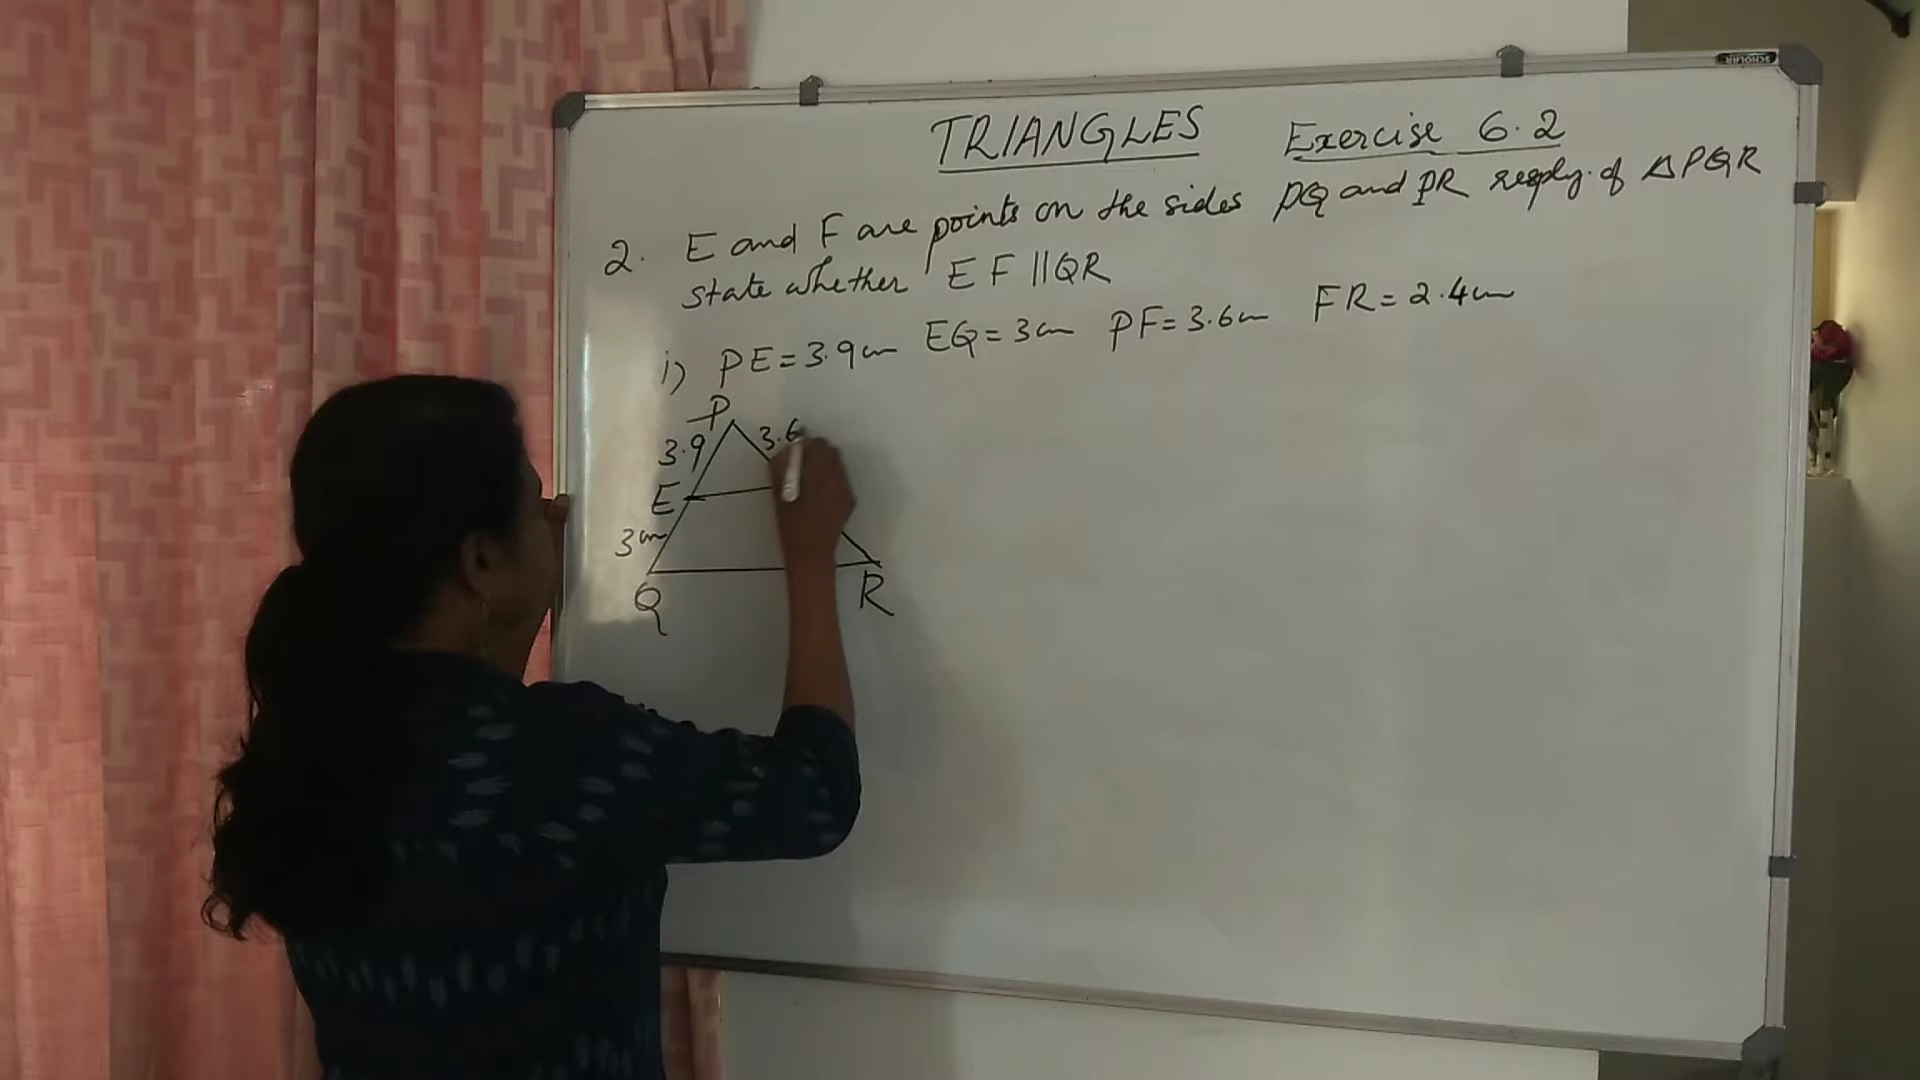 SCHOLAR
TRIANGLES Exercise 6.2
2. E and F are points on the sides PQ and PR resply. of △PQR
state whether EF||QR
i) PE=3.9cm EQ=3cm PF=3.6cm FR=2.4cm
P
3.9 3.6
E
3cm
Q R